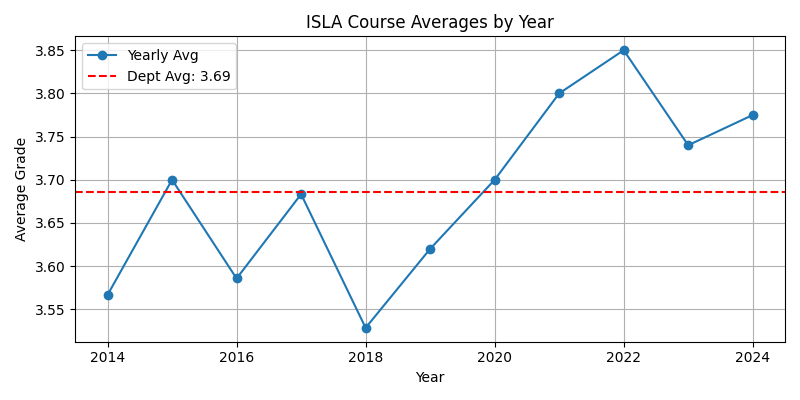 ISLA Course Averages by Year
Yearly Avg
Dept Avg: 3.69
Average Grade
3.85
3.80
3.75
3.70
3.65
3.60
3.55
2014 2016 2018 2020 2022 2024
Year